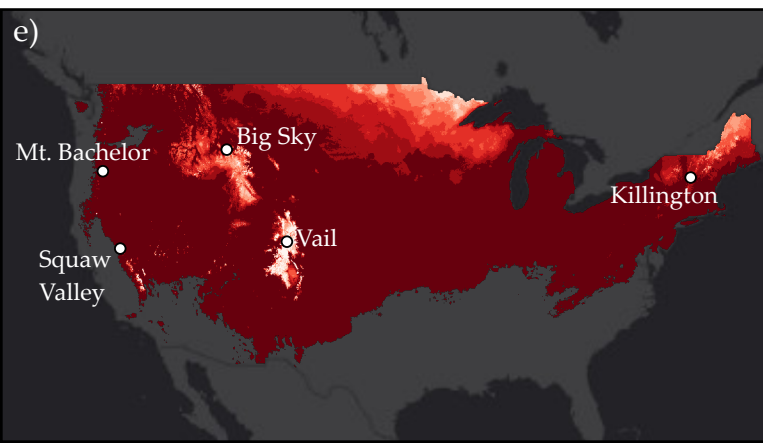 e)
Big Sky
Mt. Bachelor
Killington
Vail
Squaw
Valley